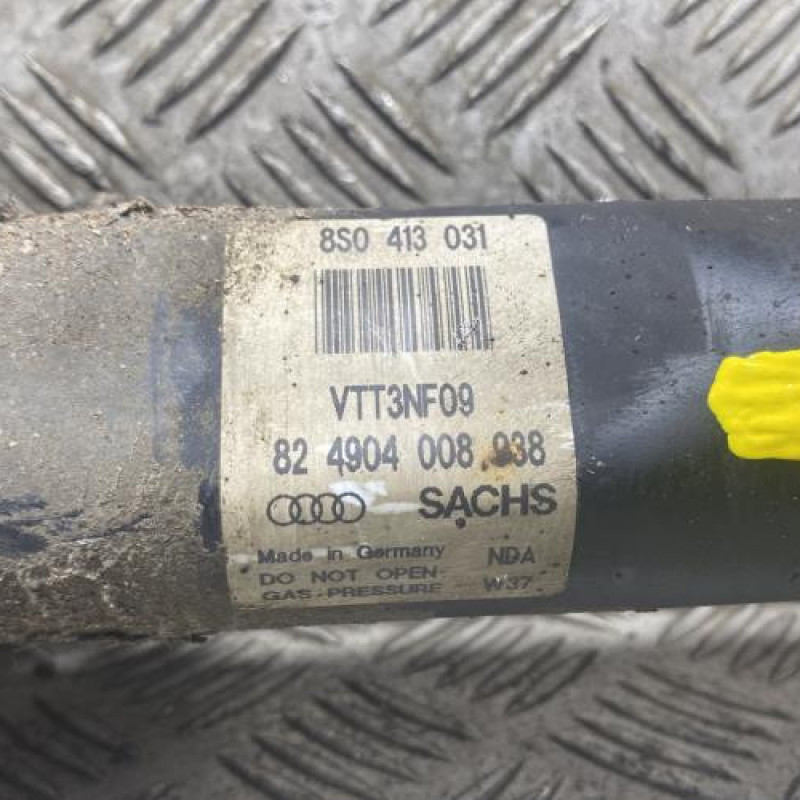 8S0 413 031
VTT3NF09
82 4904 008 938
SACHS
Made in Germany NDA
DO NOT OPEN
GAS-PRESSURE W37